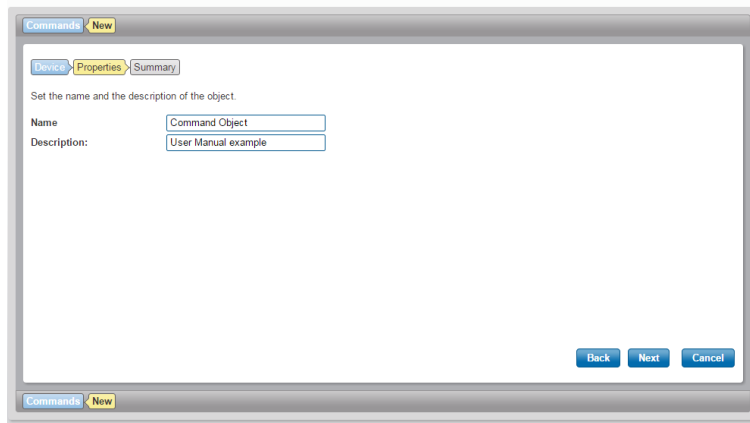 Commands New
Device Properties Summary
Set the name and the description of the object.
Name Command Object
Description: User Manual example
Back Next Cancel
Commands New